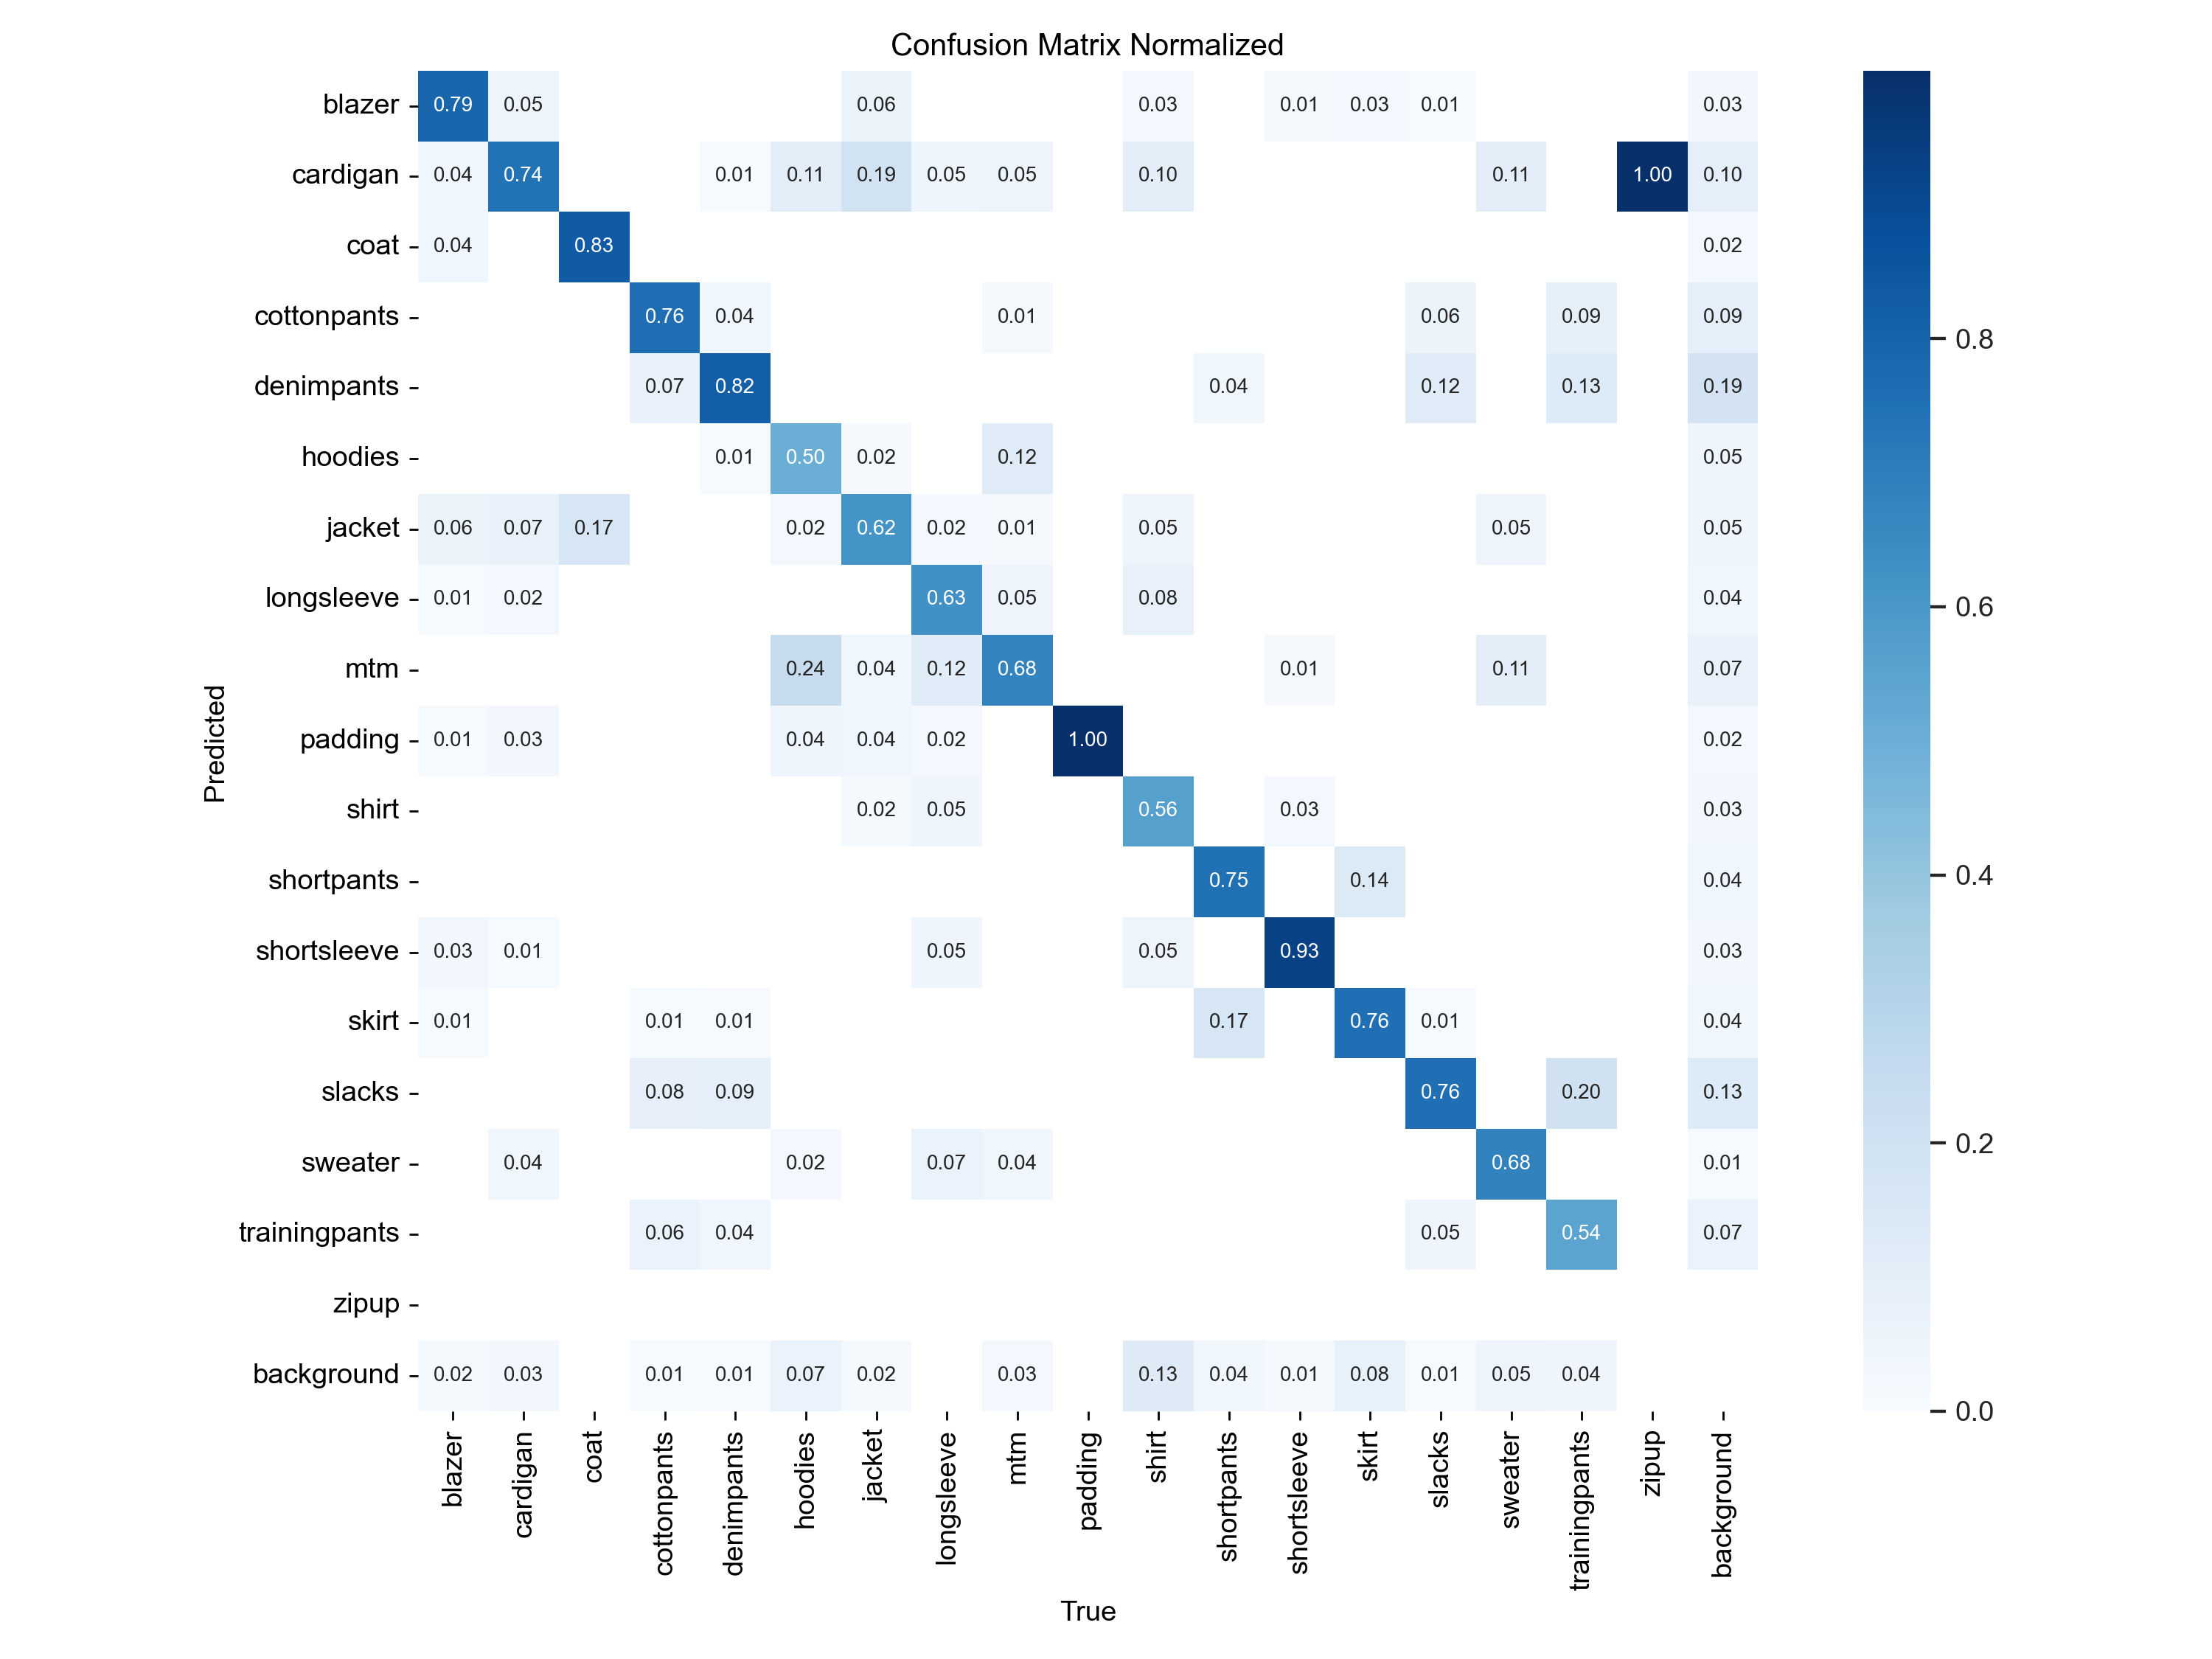 Confusion Matrix Normalized
blazer 0.79 0.05 0.06 0.03 0.01 0.03 0.01 0.03
cardigan 0.04 0.74 0.01 0.11 0.19 0.05 0.05 0.10 0.11 1.00 0.10
coat 0.04 0.83 0.02
cottonpants 0.76 0.04 0.01 0.06 0.09 0.09
denimpants 0.07 0.82 0.04 0.12 0.13 0.19
hoodies 0.01 0.50 0.02 0.12 0.05
jacket 0.06 0.07 0.17 0.02 0.62 0.02 0.01 0.05 0.05 0.05
longsleeve 0.01 0.02 0.63 0.05 0.08 0.04
mtm 0.24 0.04 0.12 0.68 0.01 0.11 0.07
padding 0.01 0.03 0.04 0.04 0.02 1.00 0.02
shirt 0.02 0.05 0.56 0.03 0.03
shortpants 0.75 0.14 0.04
shortsleeve 0.03 0.01 0.05 0.05 0.93 0.03
skirt 0.01 0.01 0.01 0.17 0.76 0.01 0.04
slacks 0.08 0.09 0.76 0.20 0.13
sweater 0.04 0.02 0.07 0.04 0.68 0.01
trainingpants 0.06 0.04 0.05 0.54 0.07
zipup
background 0.02 0.03 0.01 0.01 0.07 0.02 0.03 0.13 0.04 0.01 0.08 0.01 0.05 0.04
blazer cardigan coat cottonpants denimpants hoodies jacket longsleeve mtm padding shirt shortpants shortsleeve skirt slacks sweater trainingpants zipup background
True
Predicted
0.8
0.6
0.4
0.2
0.0